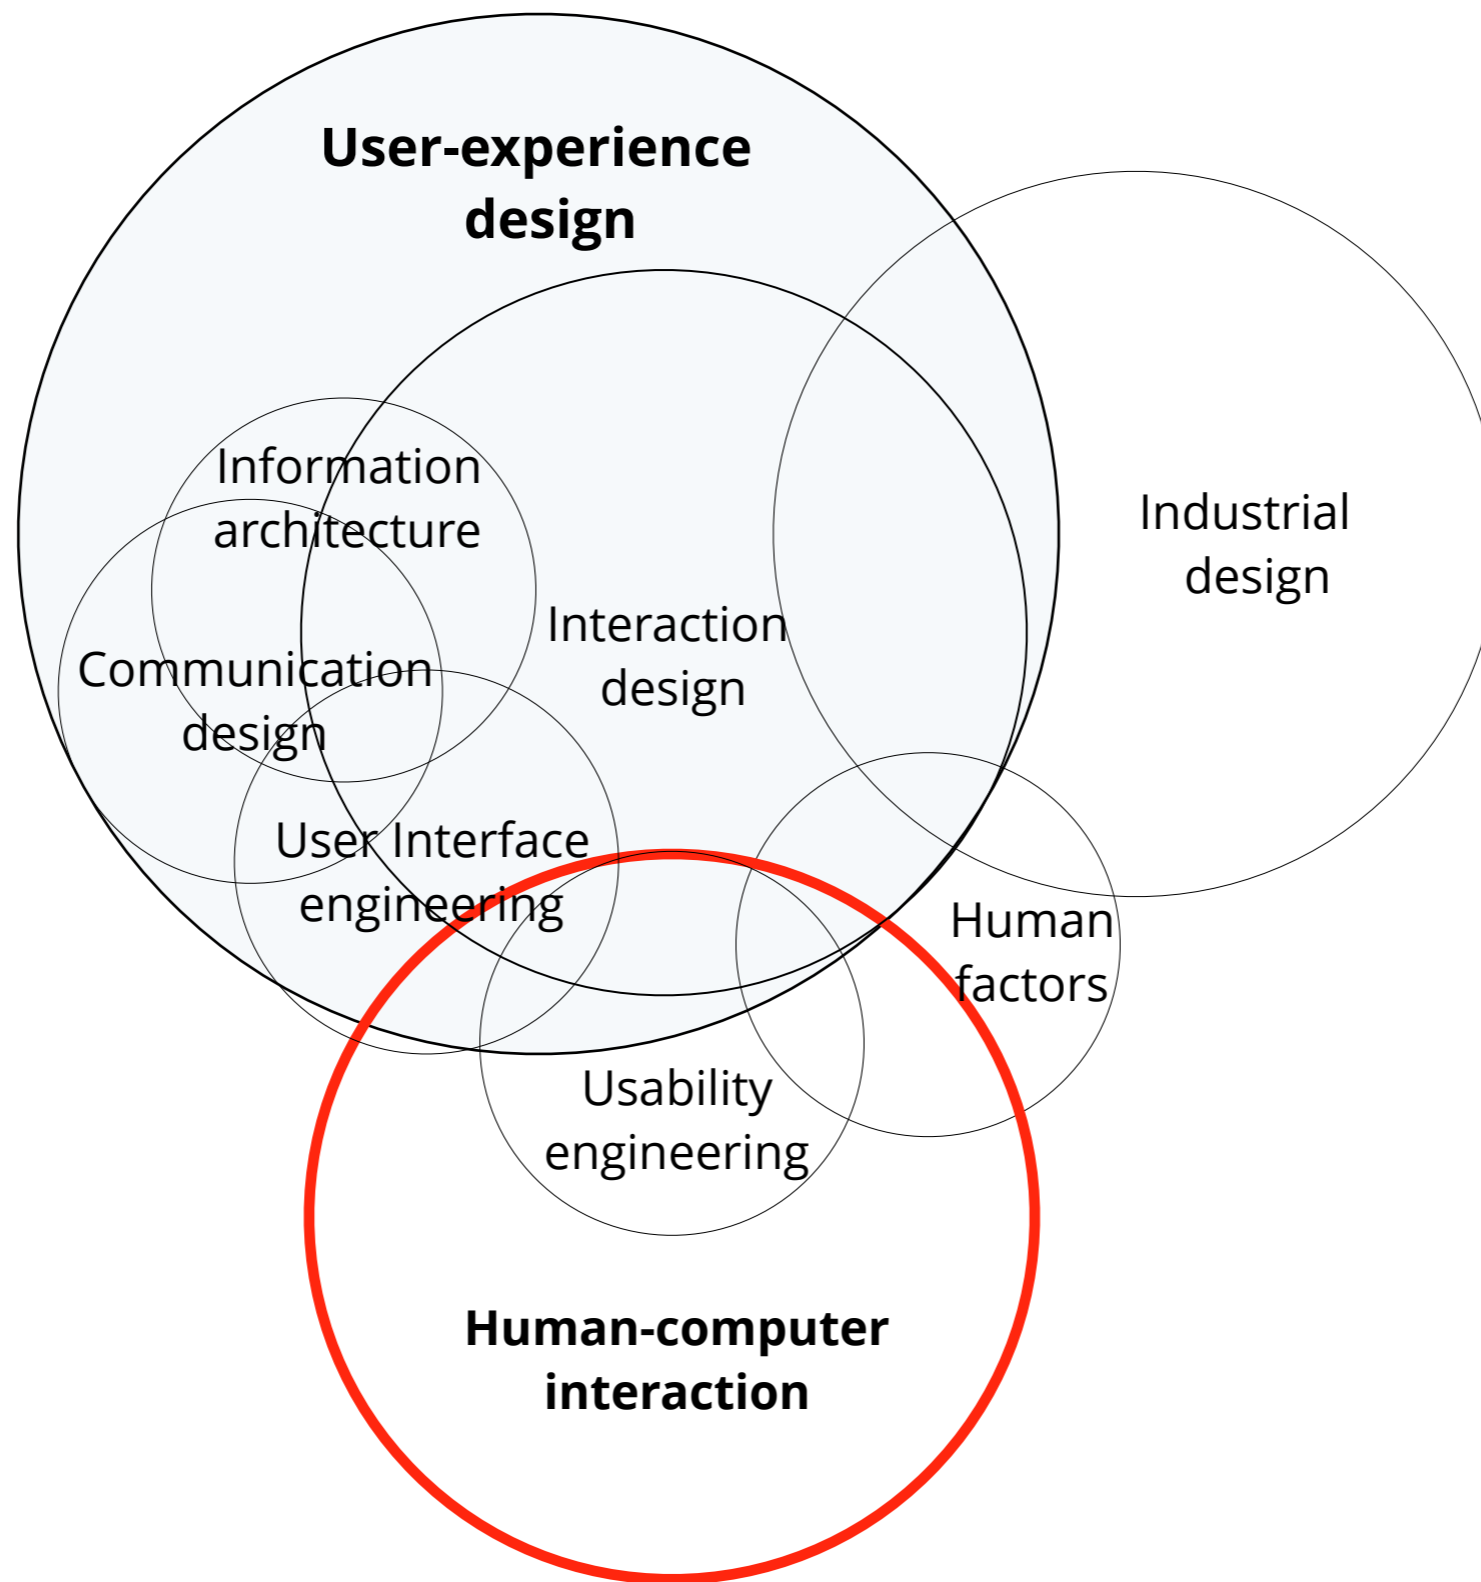 User-experience
design
Information
architecture
Industrial
design
Interaction
design
Communication
design
User Interface
engineering
Human
factors
Usability
engineering
Human-computer
interaction